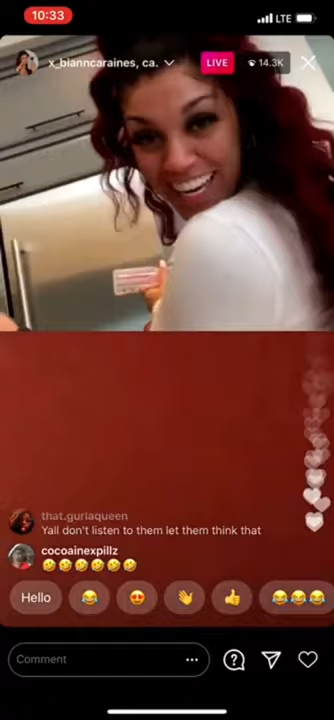 10:33
LTE
x_bianncaraines, ca.
LIVE
14.3K
that.gurlaqueen
Yall don't listen to them let them think that
cocoainexpillz
🤣🤣🤣🤣🤣🤣
Hello
😂
😍
👋
👍
😂😂😂
Comment